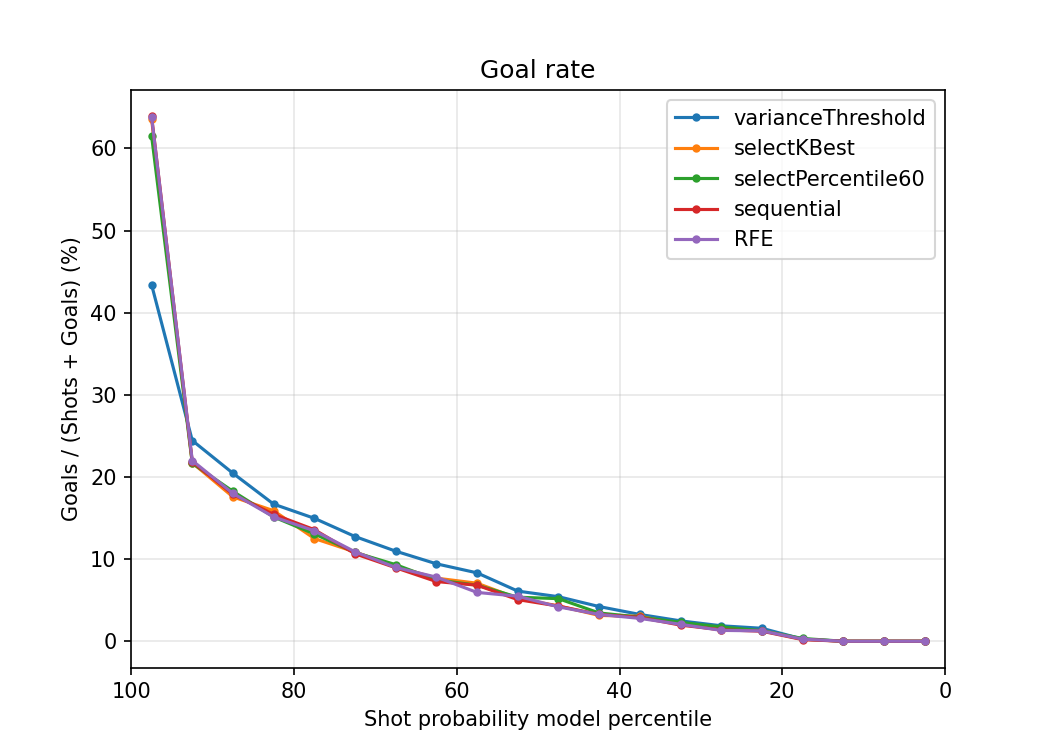 Goal rate
varianceThreshold
selectKBest
selectPercentile60
sequential
RFE
Goals / (Shots + Goals) (%)
60
50
40
30
20
10
0
100 80 60 40 20 0
Shot probability model percentile